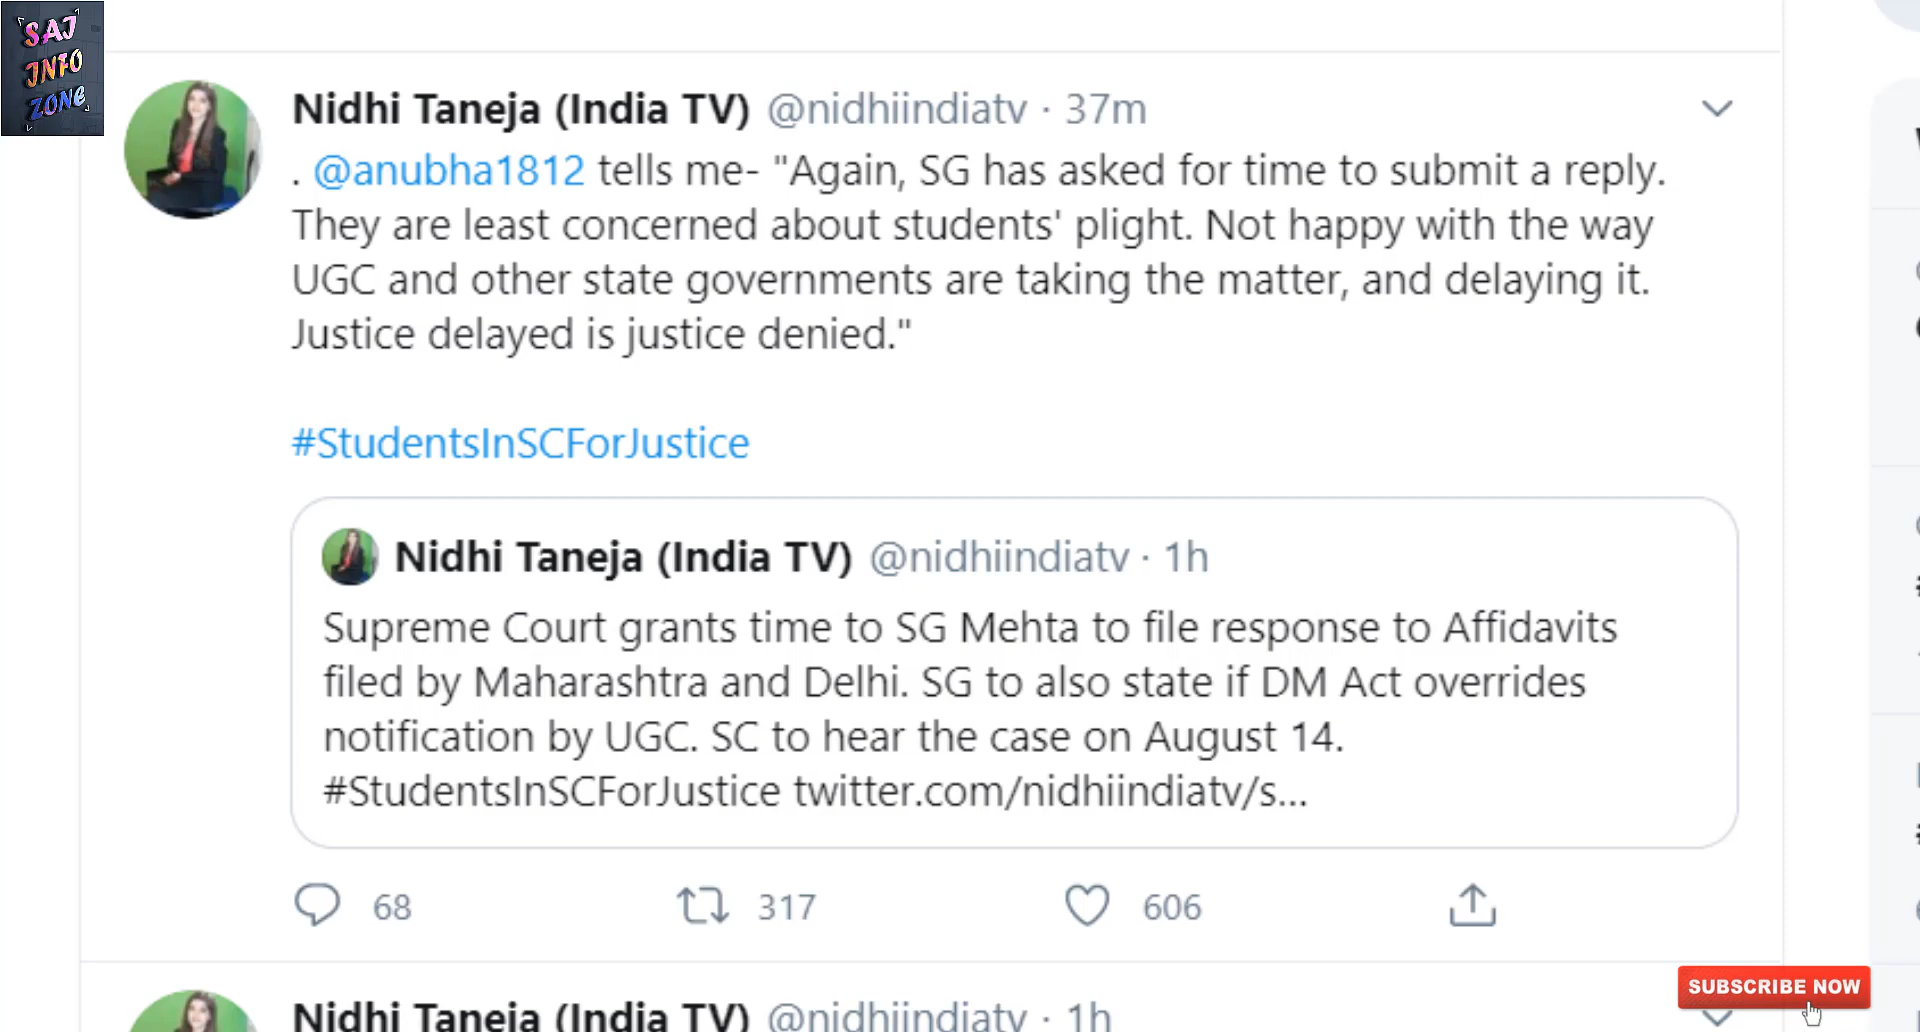 SAJ
INFO
ZONE
Nidhi Taneja (India TV) @nidhiindiatv · 37m
. @anubha1812 tells me- "Again, SG has asked for time to submit a reply.
They are least concerned about students' plight. Not happy with the way
UGC and other state governments are taking the matter, and delaying it.
Justice delayed is justice denied."
#StudentsInSCForJustice
Nidhi Taneja (India TV) @nidhiindiatv · 1h
Supreme Court grants time to SG Mehta to file response to Affidavits
filed by Maharashtra and Delhi. SG to also state if DM Act overrides
notification by UGC. SC to hear the case on August 14.
#StudentsInSCForJustice twitter.com/nidhiindiatv/s...
68 317 606
SUBSCRIBE NOW
Nidhi Taneja (India TV) @nidhiindiatv · 1h